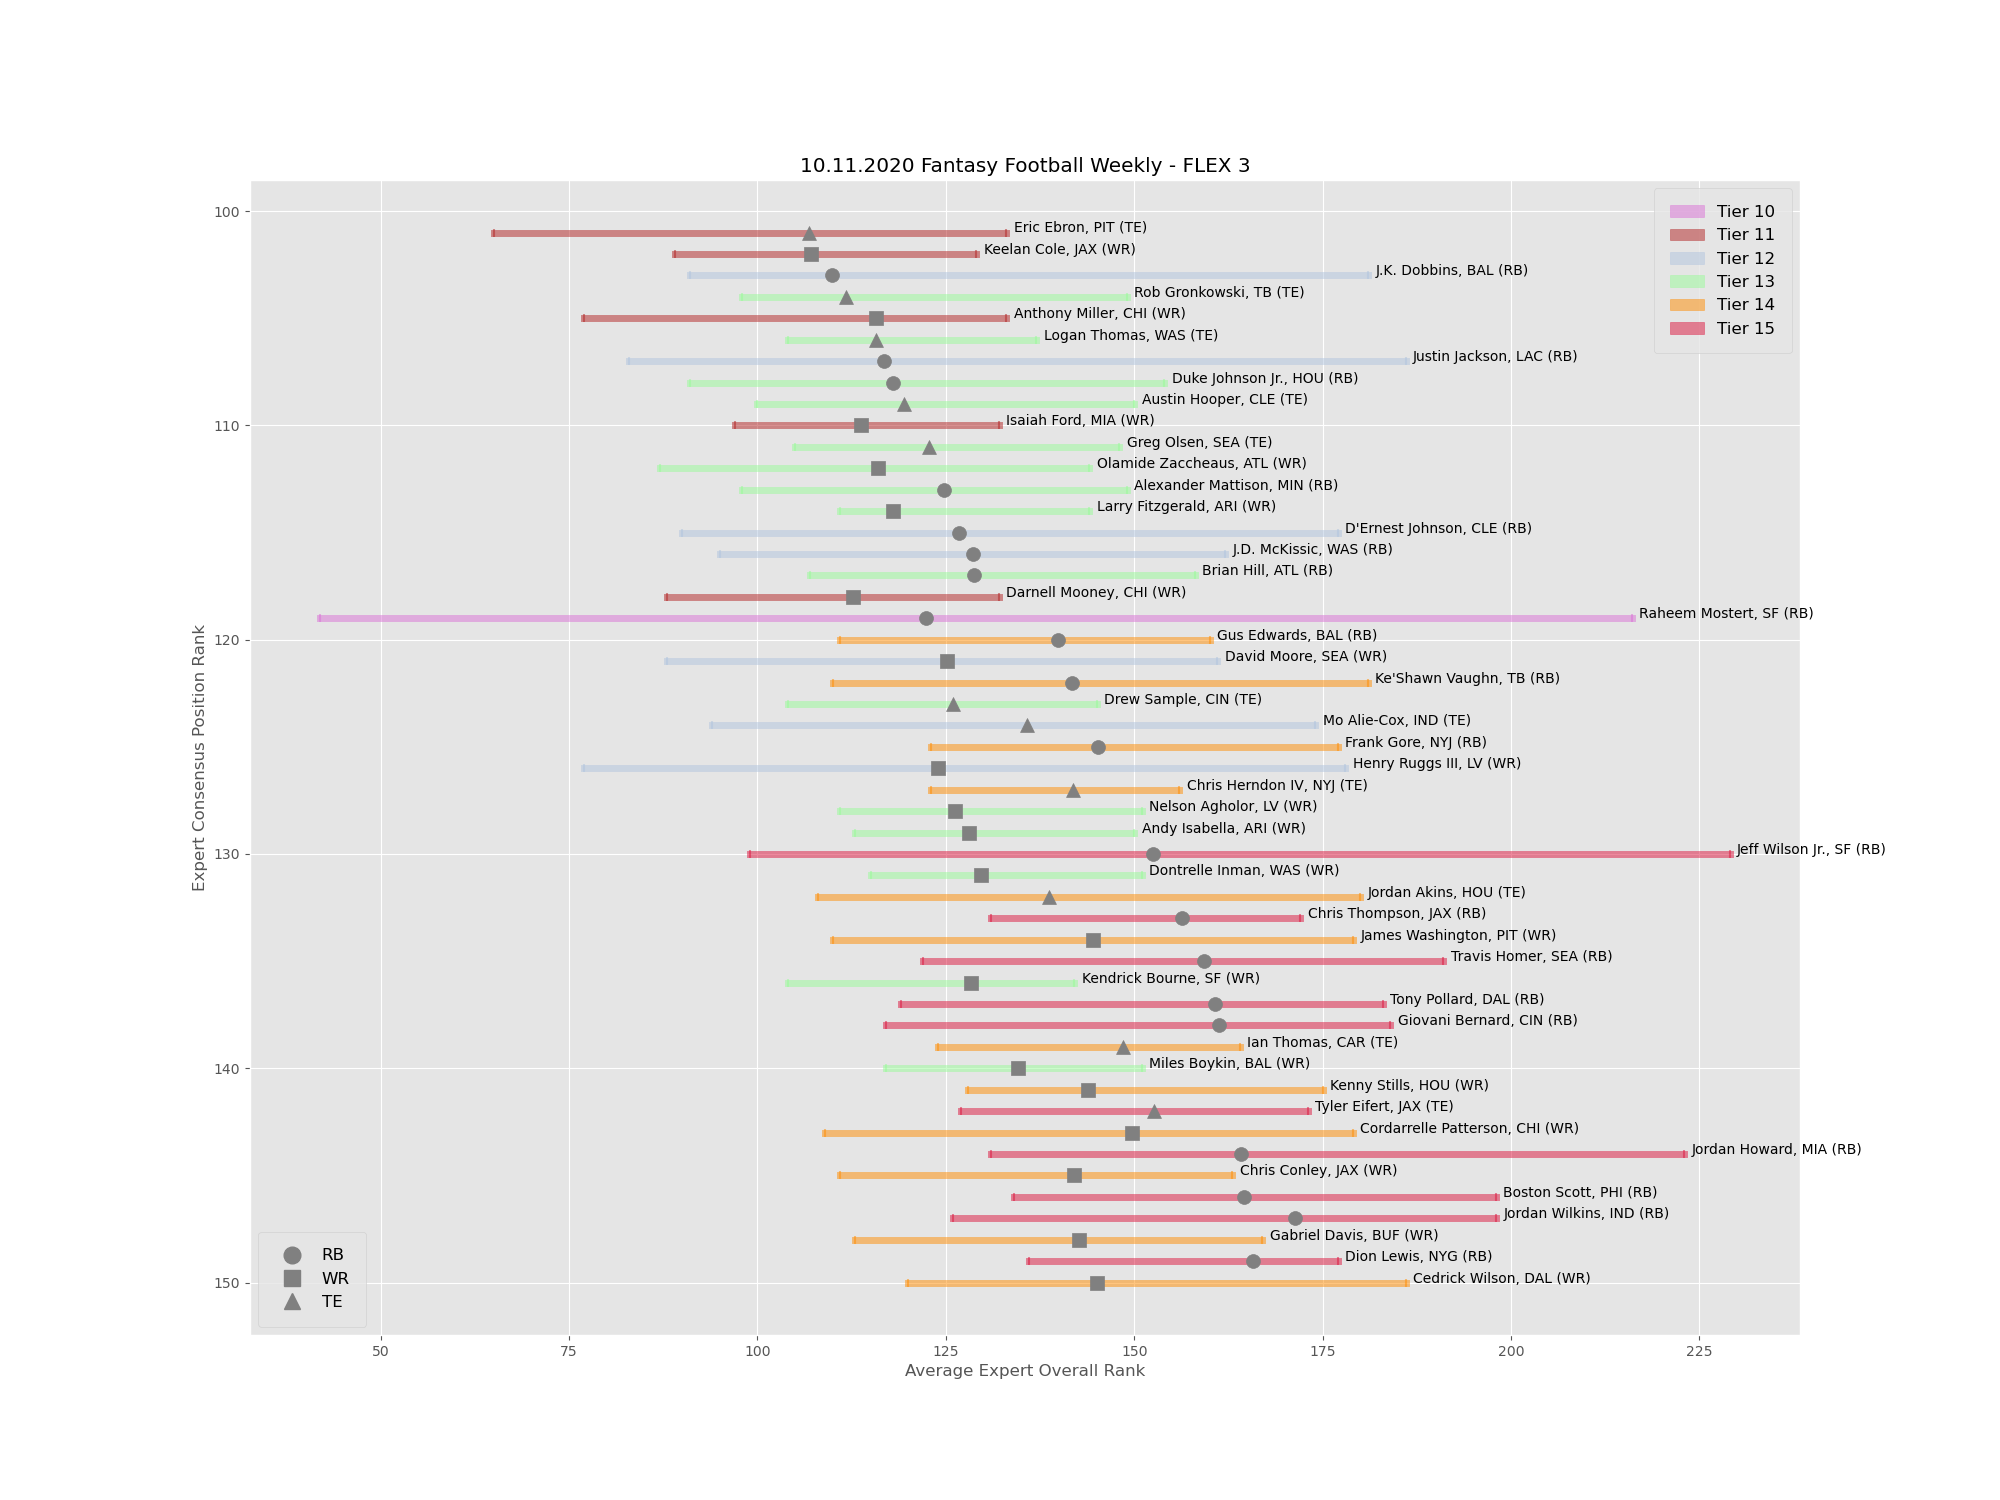 10.11.2020 Fantasy Football Weekly - FLEX 3
Tier 10
Tier 11
Tier 12
Tier 13
Tier 14
Tier 15
Expert Consensus Position Rank
100
110
120
130
140
150
Eric Ebron, PIT (TE)
Keelan Cole, JAX (WR)
J.K. Dobbins, BAL (RB)
Rob Gronkowski, TB (TE)
Anthony Miller, CHI (WR)
Logan Thomas, WAS (TE)
Justin Jackson, LAC (RB)
Duke Johnson Jr., HOU (RB)
Austin Hooper, CLE (TE)
Isaiah Ford, MIA (WR)
Greg Olsen, SEA (TE)
Olamide Zaccheaus, ATL (WR)
Alexander Mattison, MIN (RB)
Larry Fitzgerald, ARI (WR)
D'Ernest Johnson, CLE (RB)
J.D. McKissic, WAS (RB)
Brian Hill, ATL (RB)
Darnell Mooney, CHI (WR)
Raheem Mostert, SF (RB)
Gus Edwards, BAL (RB)
David Moore, SEA (WR)
Ke'Shawn Vaughn, TB (RB)
Drew Sample, CIN (TE)
Mo Alie-Cox, IND (TE)
Frank Gore, NYJ (RB)
Henry Ruggs III, LV (WR)
Chris Herndon IV, NYJ (TE)
Nelson Agholor, LV (WR)
Andy Isabella, ARI (WR)
Jeff Wilson Jr., SF (RB)
Dontrelle Inman, WAS (WR)
Jordan Akins, HOU (TE)
Chris Thompson, JAX (RB)
James Washington, PIT (WR)
Travis Homer, SEA (RB)
Kendrick Bourne, SF (WR)
Tony Pollard, DAL (RB)
Giovani Bernard, CIN (RB)
Ian Thomas, CAR (TE)
Miles Boykin, BAL (WR)
Kenny Stills, HOU (WR)
Tyler Eifert, JAX (TE)
Cordarrelle Patterson, CHI (WR)
Jordan Howard, MIA (RB)
Chris Conley, JAX (WR)
Boston Scott, PHI (RB)
Jordan Wilkins, IND (RB)
Gabriel Davis, BUF (WR)
Dion Lewis, NYG (RB)
Cedrick Wilson, DAL (WR)
RB
WR
TE
50 75 100 125 150 175 200 225
Average Expert Overall Rank